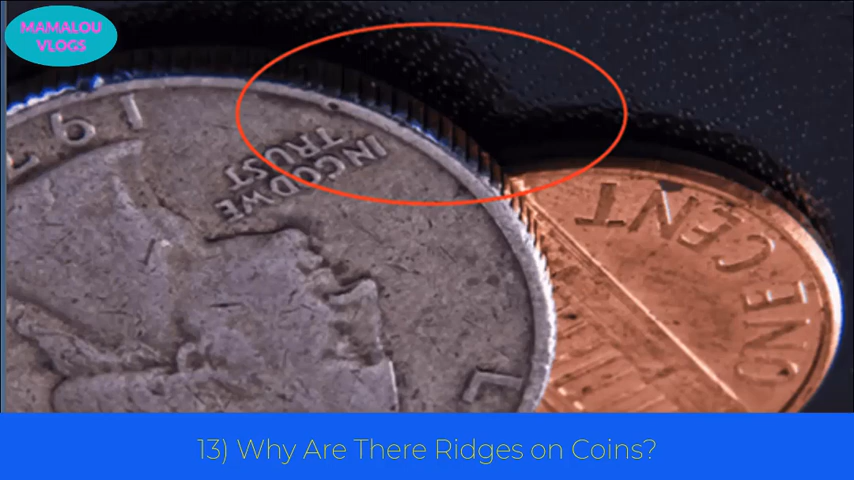 MAMALOU
VLOGS
IN GOD WE
TRUST
L
ONE CENT
13) Why Are There Ridges on Coins?